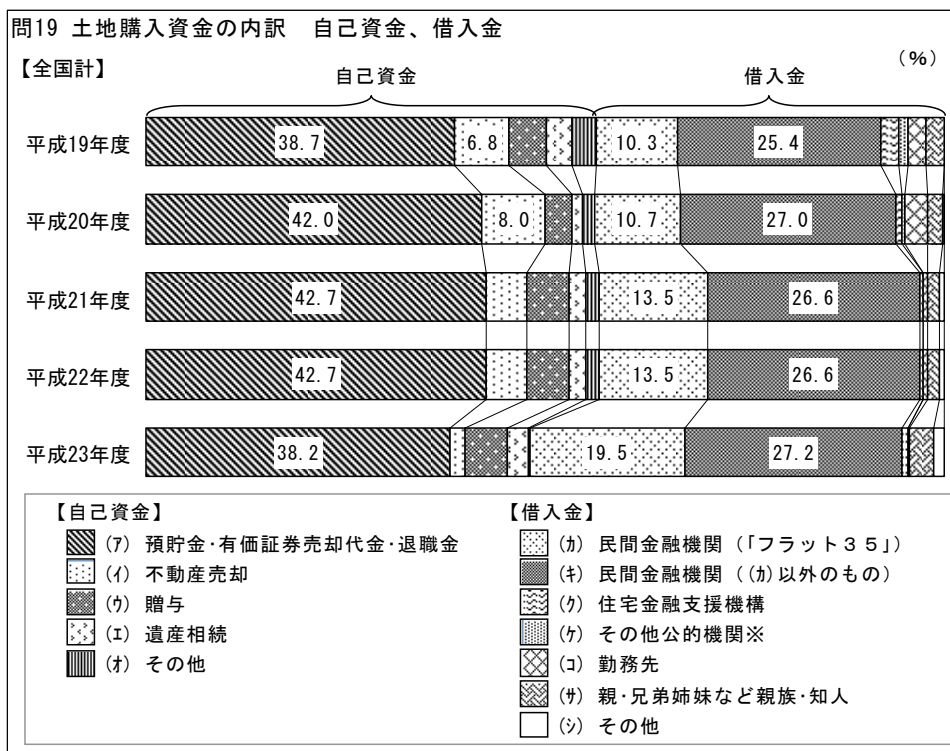 問19 土地購入資金の内訳　自己資金、借入金
【全国計】
(%)
自己資金
借入金
平成19年度
38.7
6.8
10.3
25.4
平成20年度
42.0
8.0
10.7
27.0
平成21年度
42.7
13.5
26.6
平成22年度
42.7
13.5
26.6
平成23年度
38.2
19.5
27.2
【自己資金】
(ｱ) 預貯金･有価証券売却代金･退職金
(ｲ) 不動産売却
(ｳ) 贈与
(ｴ) 遺産相続
(ｵ) その他
【借入金】
(ｶ) 民間金融機関（｢フラット３５｣）
(ｷ) 民間金融機関（(ｶ)以外のもの）
(ｸ) 住宅金融支援機構
(ｹ) その他公的機関※
(ｺ) 勤務先
(ｻ) 親･兄弟姉妹など親族･知人
(ｼ) その他